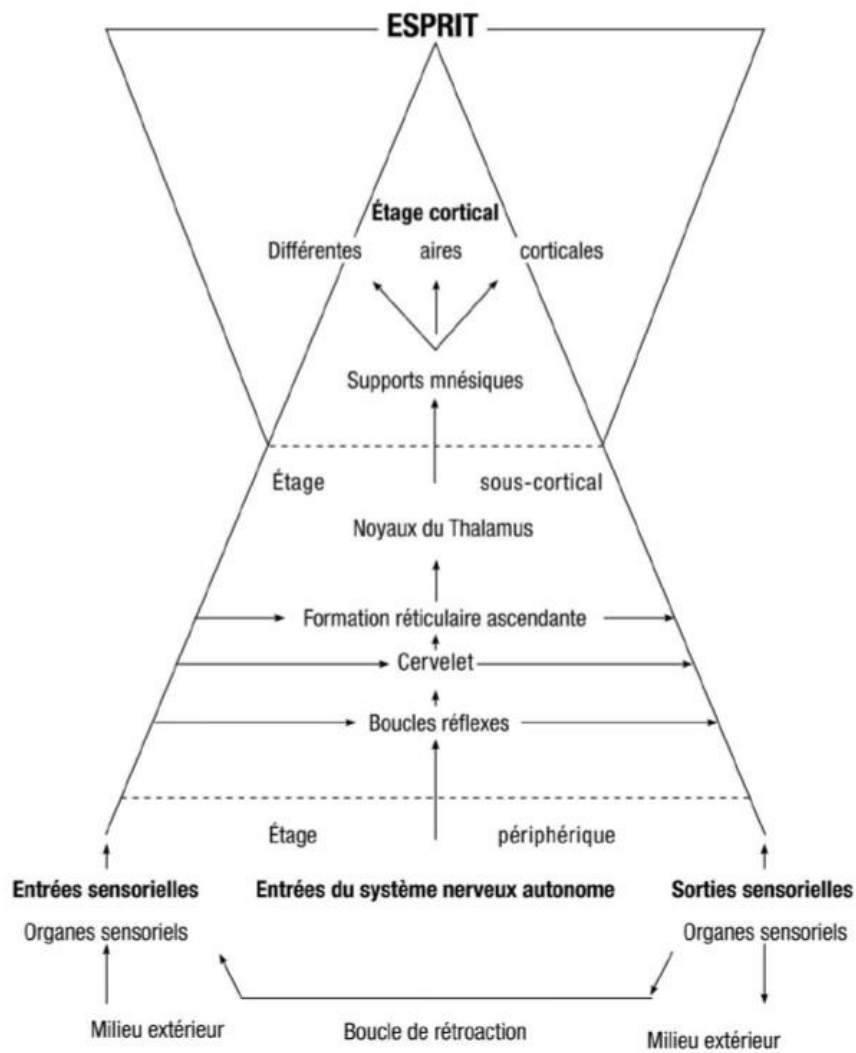 ESPRIT
Étage cortical
Différentes aires corticales
Supports mnésiques
Étage sous-cortical
Noyaux du Thalamus
Formation réticulaire ascendante
Cervelet
Boucles réflexes
Étage périphérique
Entrées sensorielles Entrées du système nerveux autonome Sorties sensorielles
Organes sensoriels Organes sensoriels
Milieu extérieur Boucle de rétroaction Milieu extérieur